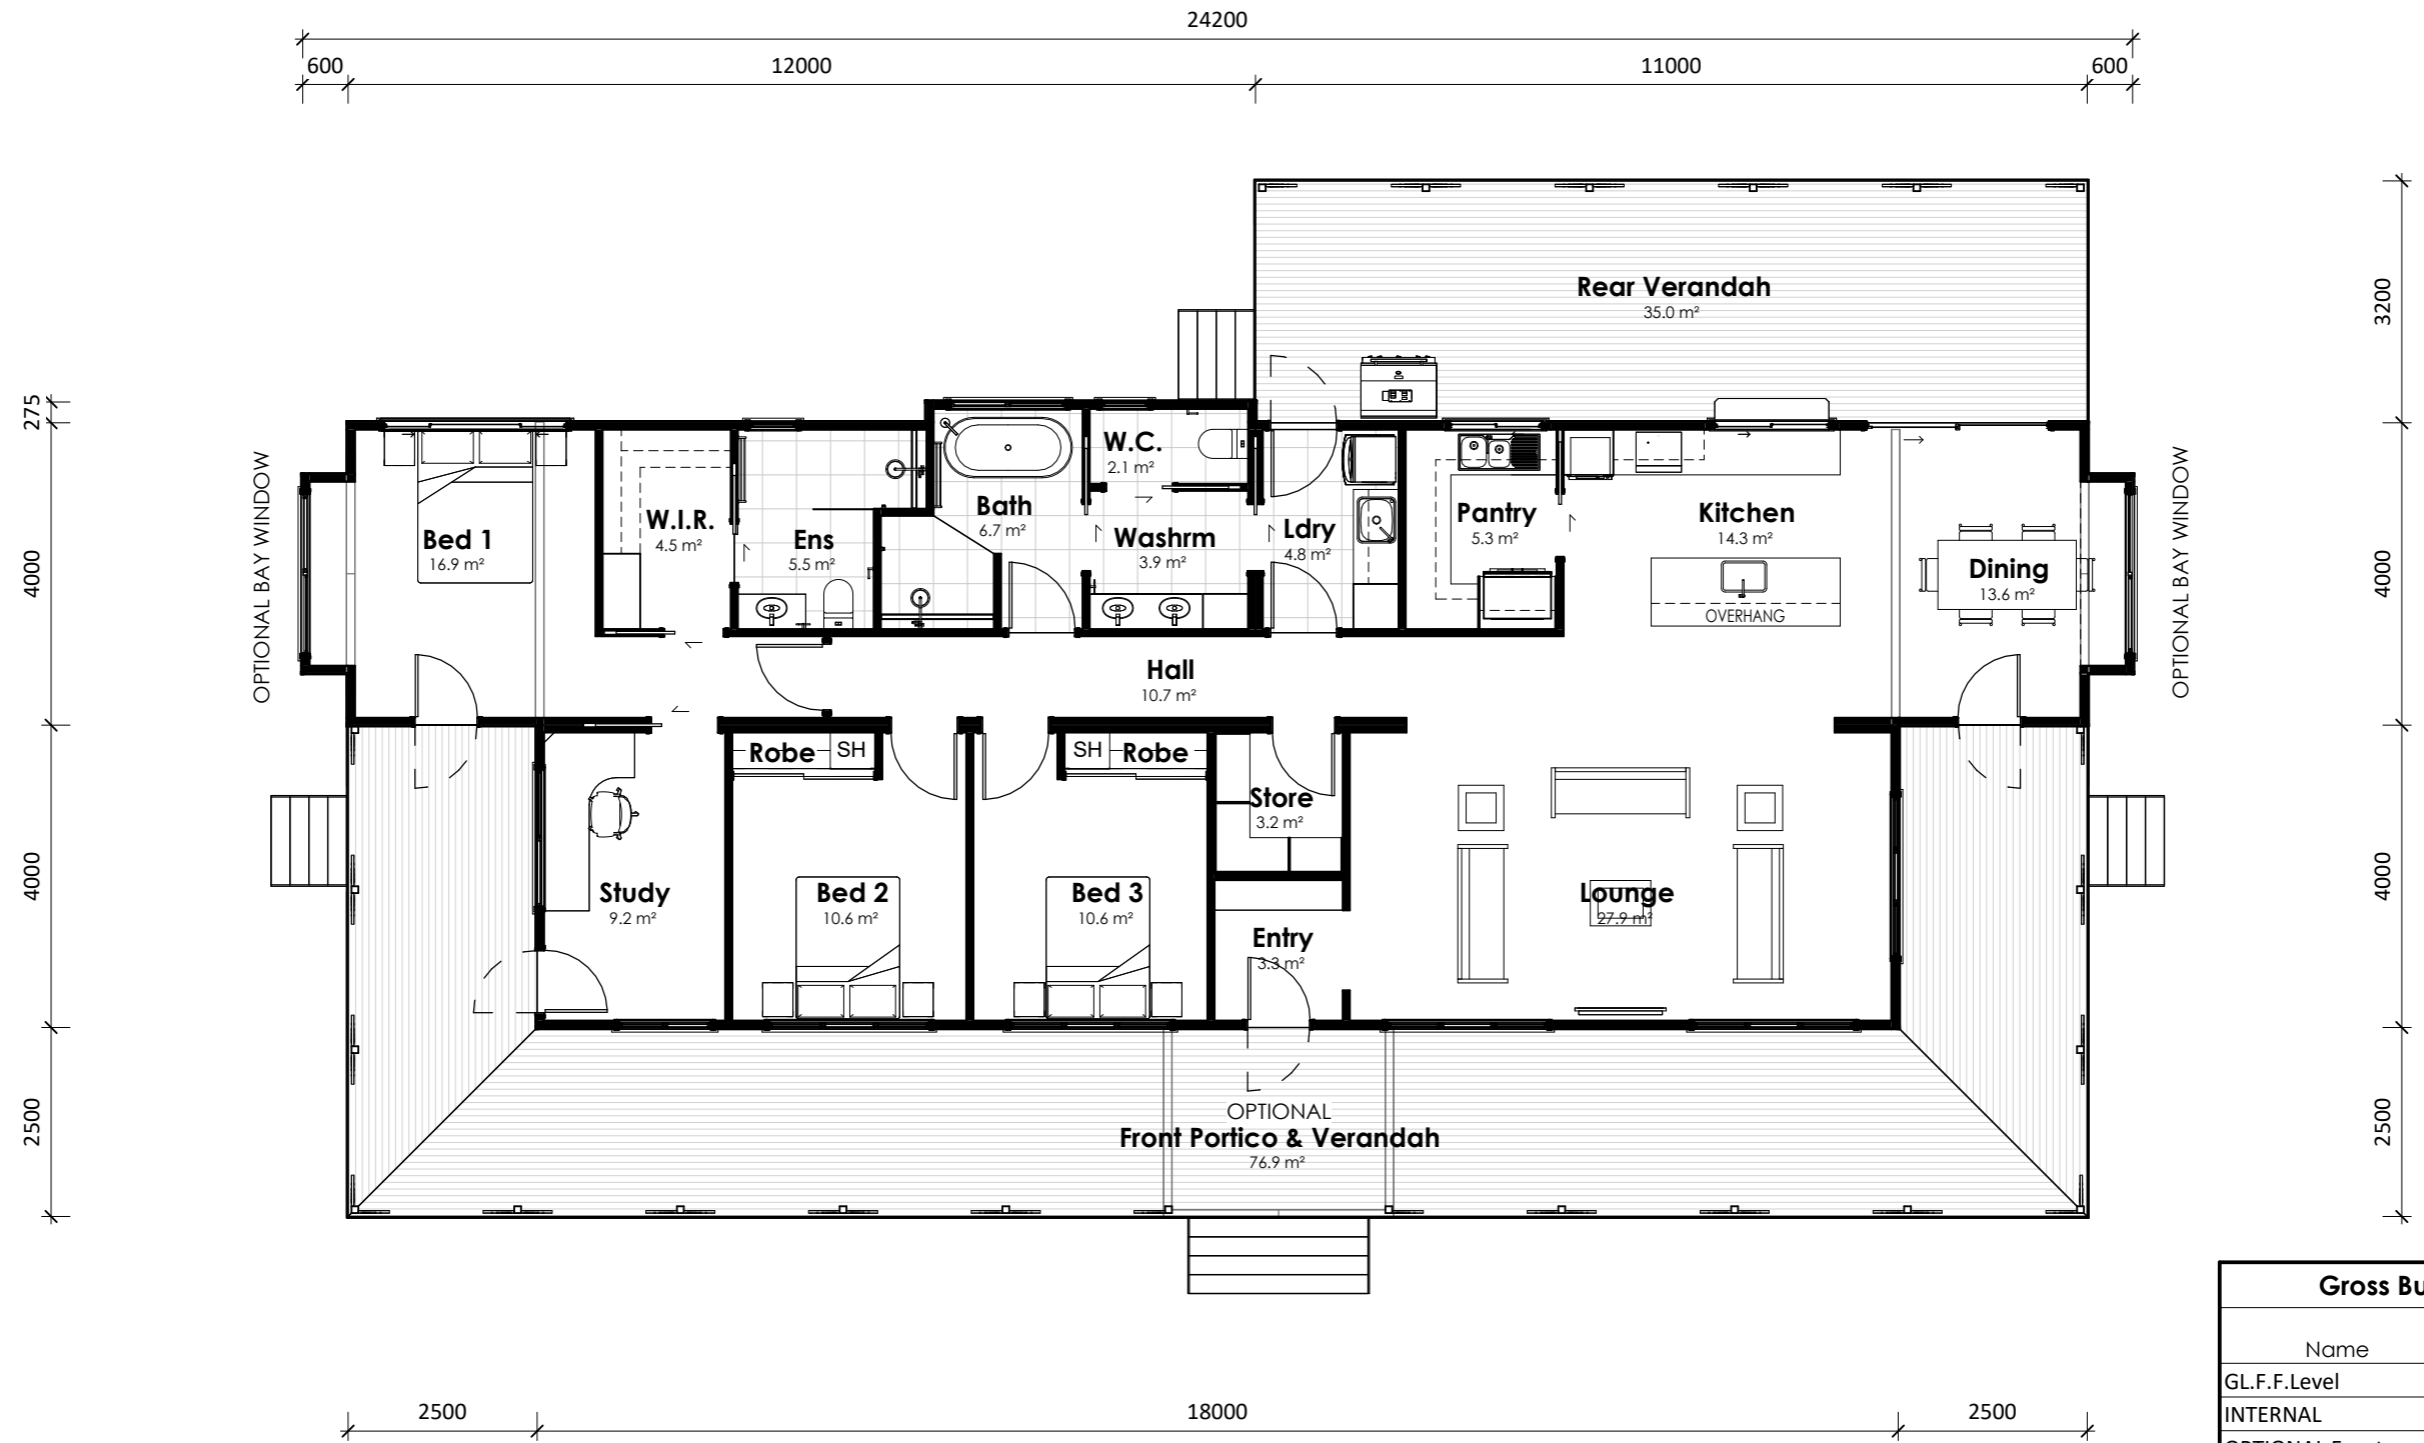 24200
600
12000
11000
600
Rear Verandah
35.0 m²
3200
275
4000
4000
2500
OPTIONAL BAY WINDOW
Bed 1
16.9 m²
W.I.R.
4.5 m²
Ens
5.5 m²
Bath
6.7 m²
W.C.
2.1 m²
Washrm
3.9 m²
Ldry
4.8 m²
Pantry
5.3 m²
Kitchen
14.3 m²
OVERHANG
Dining
13.6 m²
OPTIONAL BAY WINDOW
4000
4000
2500
Hall
10.7 m²
Robe
SH
SH
Robe
Store
3.2 m²
Study
9.2 m²
Bed 2
10.6 m²
Bed 3
10.6 m²
Entry
3.3 m²
Lounge
27.9 m²
OPTIONAL
Front Portico & Verandah
76.9 m²
2500
18000
2500
Gross Bu
Name
GL.F.F.Level
INTERNAL